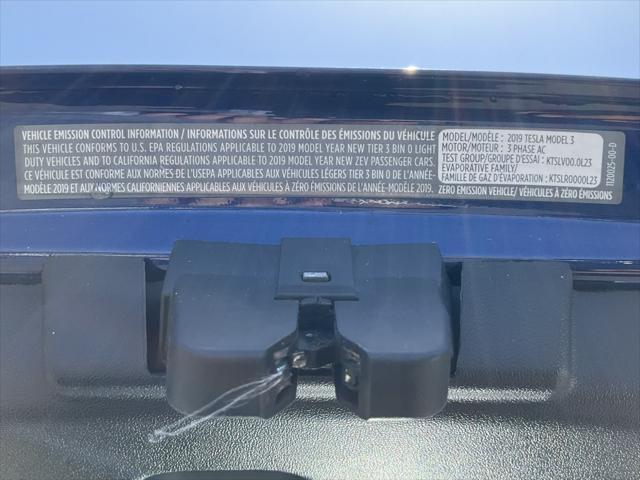 VEHICLE EMISSION CONTROL INFORMATION / INFORMATIONS SUR LE CONTRÔLE DES ÉMISSIONS DU VÉHICULE
THIS VEHICLE CONFORMS TO U.S. EPA REGULATIONS APPLICABLE TO 2019 MODEL YEAR NEW TIER 3 BIN 0 LIGHT
DUTY VEHICLES AND TO CALIFORNIA REGULATIONS APPLICABLE TO 2019 MODEL YEAR NEW ZEV PASSENGER CARS.
CE VÉHICULE EST CONFORME AUX NORMES DE L'USEPA APPLICABLES AUX VÉHICULES LÉGERS TIER 3 BIN 0 DE L'ANNÉE-
MODÈLE 2019 ET AUX NORMES CALIFORNIENNES APPLICABLES AUX VÉHICULES À ZÉRO ÉMISSIONS DE L'ANNÉE-MODÈLE 2019.
MODEL/MODÈLE : 2019 TESLA MODEL 3
MOTOR/MOTEUR : 3 PHASE AC
TEST GROUP/GROUPE D'ESSAI : KTSLV00.0L23
EVAPORATIVE FAMILY/
FAMILLE DE GAZ D'ÉVAPORATION : KTSLR0000L23
ZERO EMISSION VEHICLE/ VÉHICULES À ZÉRO ÉMISSIONS
1120025-00-D